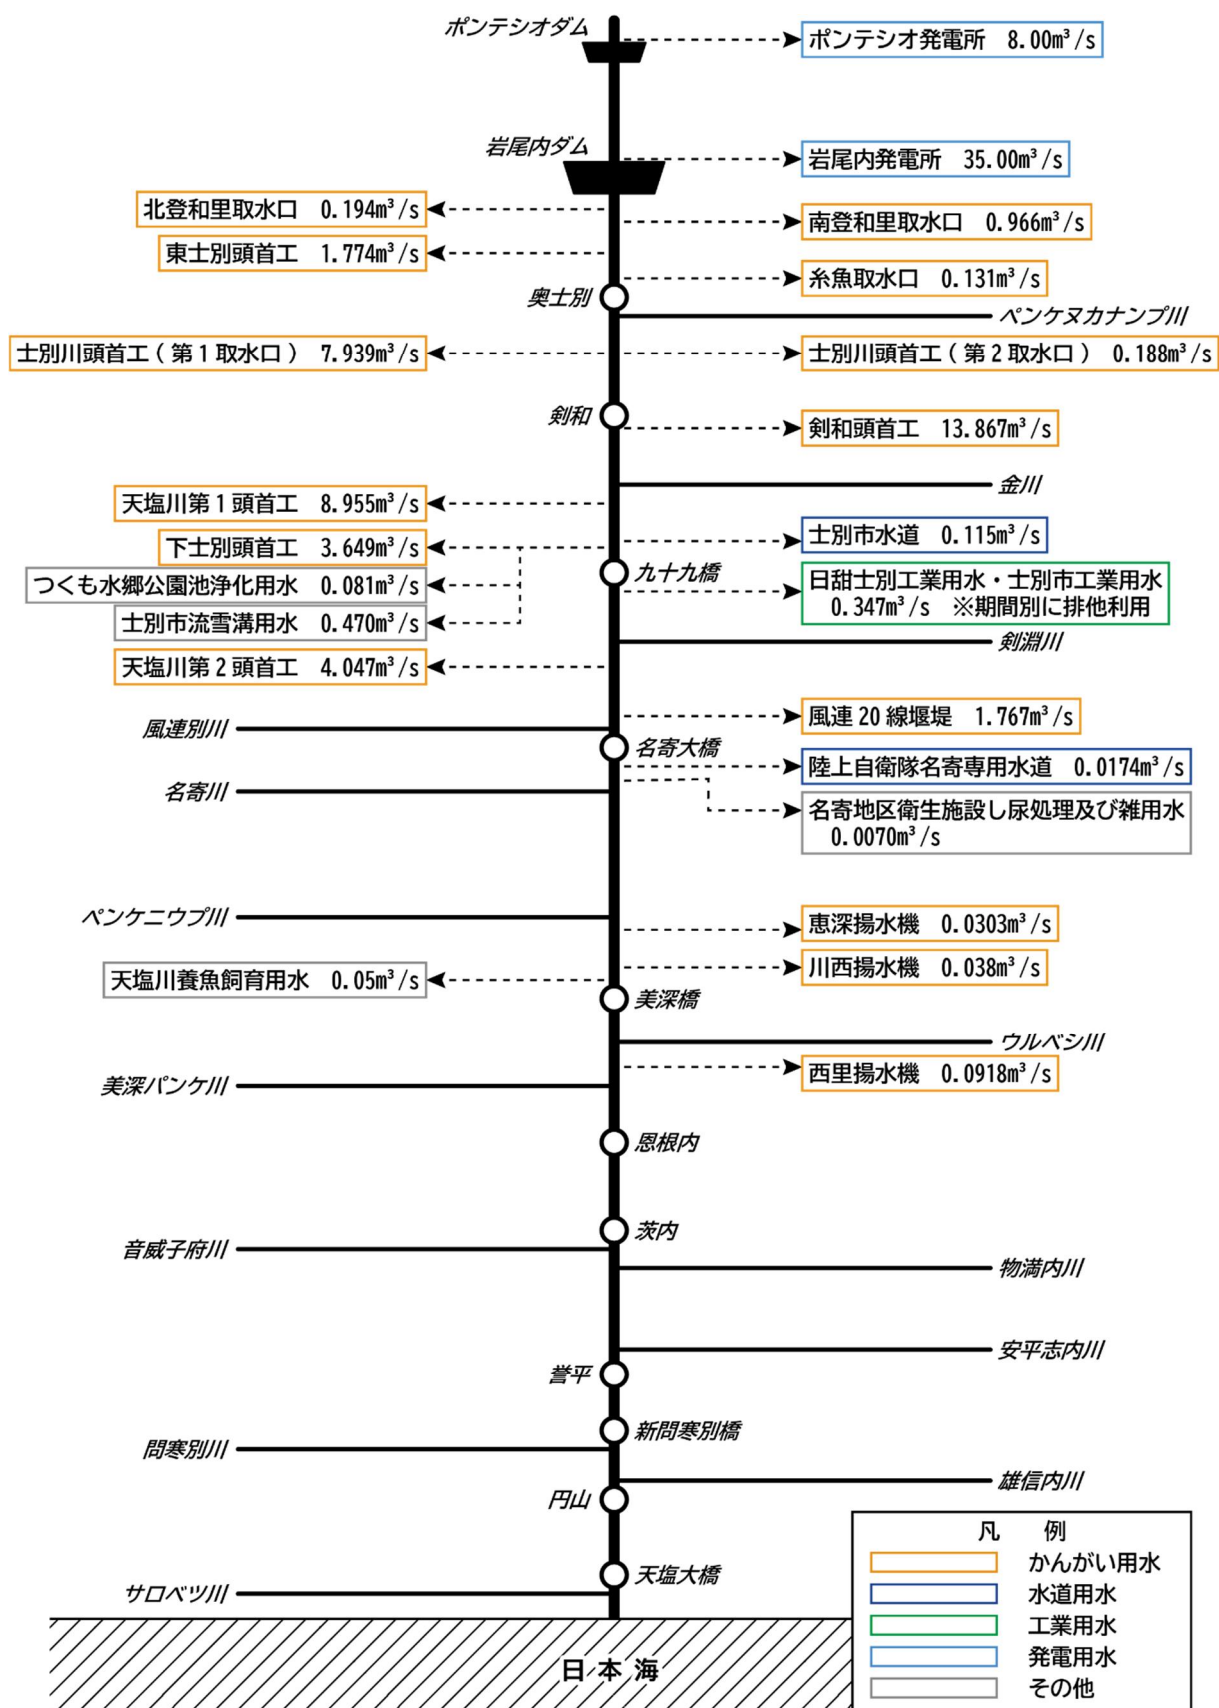 ポンテシオダム
ポンテシオ発電所 8.00m³/s
岩尾内ダム
岩尾内発電所 35.00m³/s
北登和里取水口 0.194m³/s
南登和里取水口 0.966m³/s
東士別頭首工 1.774m³/s
糸魚取水口 0.131m³/s
奥士別
ペンケヌカナンプ川
士別川頭首工(第1取水口) 7.939m³/s
士別川頭首工(第2取水口) 0.188m³/s
剣和
剣和頭首工 13.867m³/s
金川
天塩川第1頭首工 8.955m³/s
士別市水道 0.115m³/s
下士別頭首工 3.649m³/s
九十九橋
つくも水郷公園池浄化用水 0.081m³/s
日甜士別工業用水・士別市工業用水
0.347m³/s ※期間別に排他利用
士別市流雪溝用水 0.470m³/s
剣淵川
天塩川第2頭首工 4.047m³/s
風連20線堰堤 1.767m³/s
風連別川
名寄大橋
陸上自衛隊名寄専用水道 0.0174m³/s
名寄川
名寄地区衛生施設し尿処理及び雑用水
0.0070m³/s
ペンケニウプ川
恵深揚水機 0.0303m³/s
川西揚水機 0.038m³/s
天塩川養魚飼育用水 0.05m³/s
美深橋
ウルベシ川
西里揚水機 0.0918m³/s
美深パンケ川
恩根内
茨内
音威子府川
物満内川
安平志内川
誉平
新問寒別橋
問寒別川
雄信内川
円山
天塩大橋
サロベツ川
日本海
凡 例
かんがい用水
水道用水
工業用水
発電用水
その他